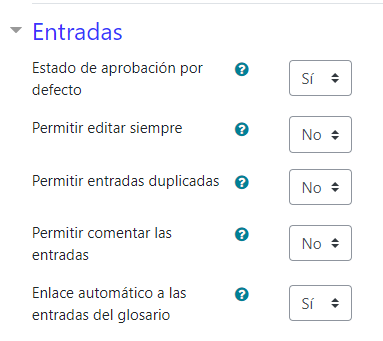 Entradas
Estado de aprobación por
defecto
Sí
Permitir editar siempre
No
Permitir entradas duplicadas
No
Permitir comentar las
entradas
No
Enlace automático a las
entradas del glosario
Sí